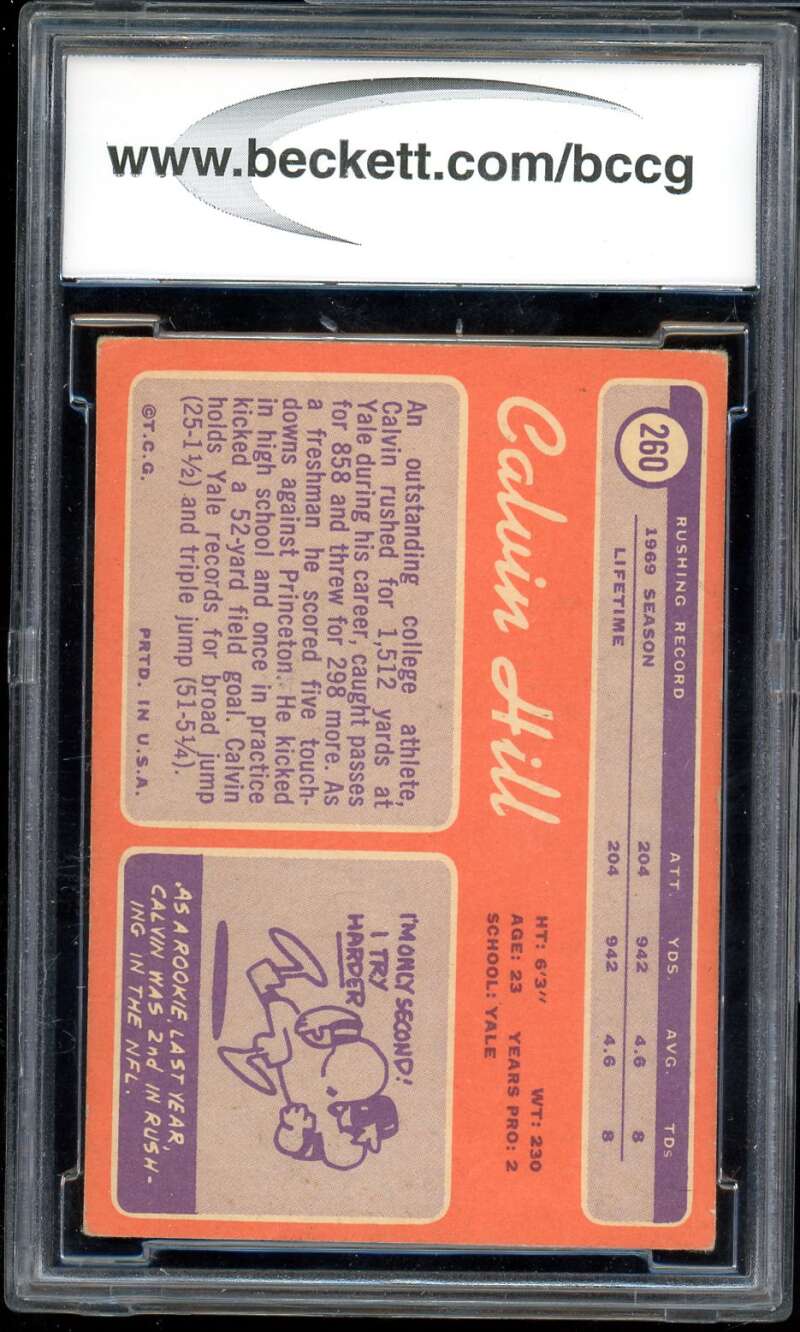 www.beckett.com/bccg
260
RUSHING RECORD ATT. YDS. AVG. TDs
1969 SEASON 204 942 4.6 8
LIFETIME 204 942 4.6 8
Calvin Hill
HT: 6'3" WT: 230
AGE: 23 YEARS PRO: 2
SCHOOL: YALE
An outstanding college athlete,
Calvin rushed for 1,512 yards at
Yale during his career, caught passes
for 858 and threw for 298 more. As
a freshman he scored five touch-
downs against Princeton. He kicked
in high school and once in practice
kicked a 52-yard field goal. Calvin
holds Yale records for broad jump
(25-1½) and triple jump (51-5¼).
©T.C.G. PRTD. IN U.S.A.
I'M ONLY SECOND!
I TRY
HARDER
AS A ROOKIE LAST YEAR,
CALVIN WAS 2nd IN RUSH-
ING IN THE NFL.